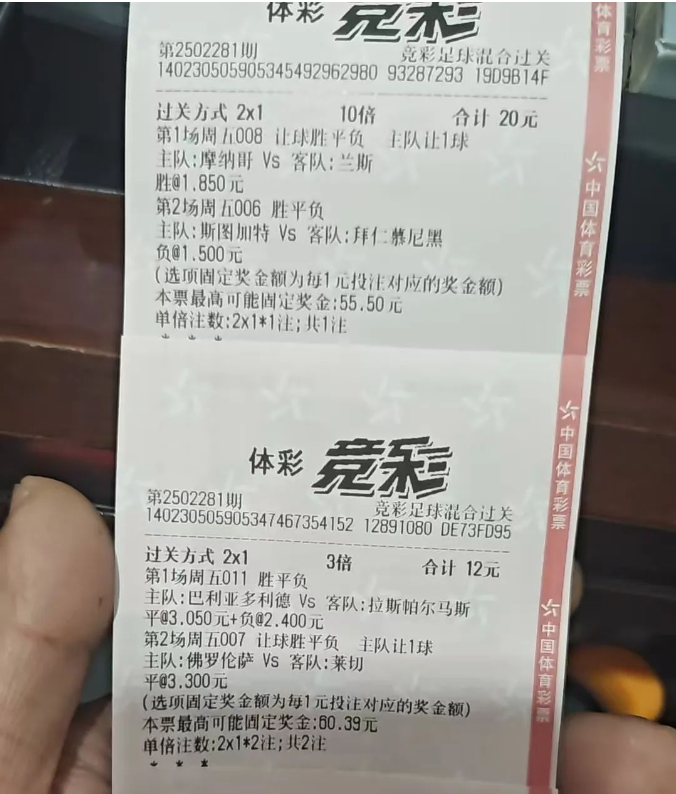 体彩 竞彩
第2502281期 竞彩足球混合过关
140230505905345492962980 93287293 19D9B14F
过关方式 2x1 10倍 合计 20元
第1场周五008 让球胜平负 主队让1球
主队:摩纳哥 Vs 客队:兰斯
胜@1.850元
第2场周五006 胜平负
主队:斯图加特 Vs 客队:拜仁慕尼黑
负@1.500元
(选项固定奖金额为每1元投注对应的奖金额)
本票最高可能固定奖金:55.50元
单倍注数:2x1*1注;共1注
* * *
体彩 竞彩
第2502281期 竞彩足球混合过关
140230505905347467354152 12891080 DE73FD95
过关方式 2x1 3倍 合计 12元
第1场周五011 胜平负
主队:巴利亚多利德 Vs 客队:拉斯帕尔马斯
平@3.050元+负@2.400元
第2场周五007 让球胜平负 主队让1球
主队:佛罗伦萨 Vs 客队:莱切
平@3.300元
(选项固定奖金额为每1元投注对应的奖金额)
本票最高可能固定奖金:60.39元
单倍注数:2x1*2注;共2注
* * *
体育彩票
中国体育彩票
中国体育彩票
中国体育彩票